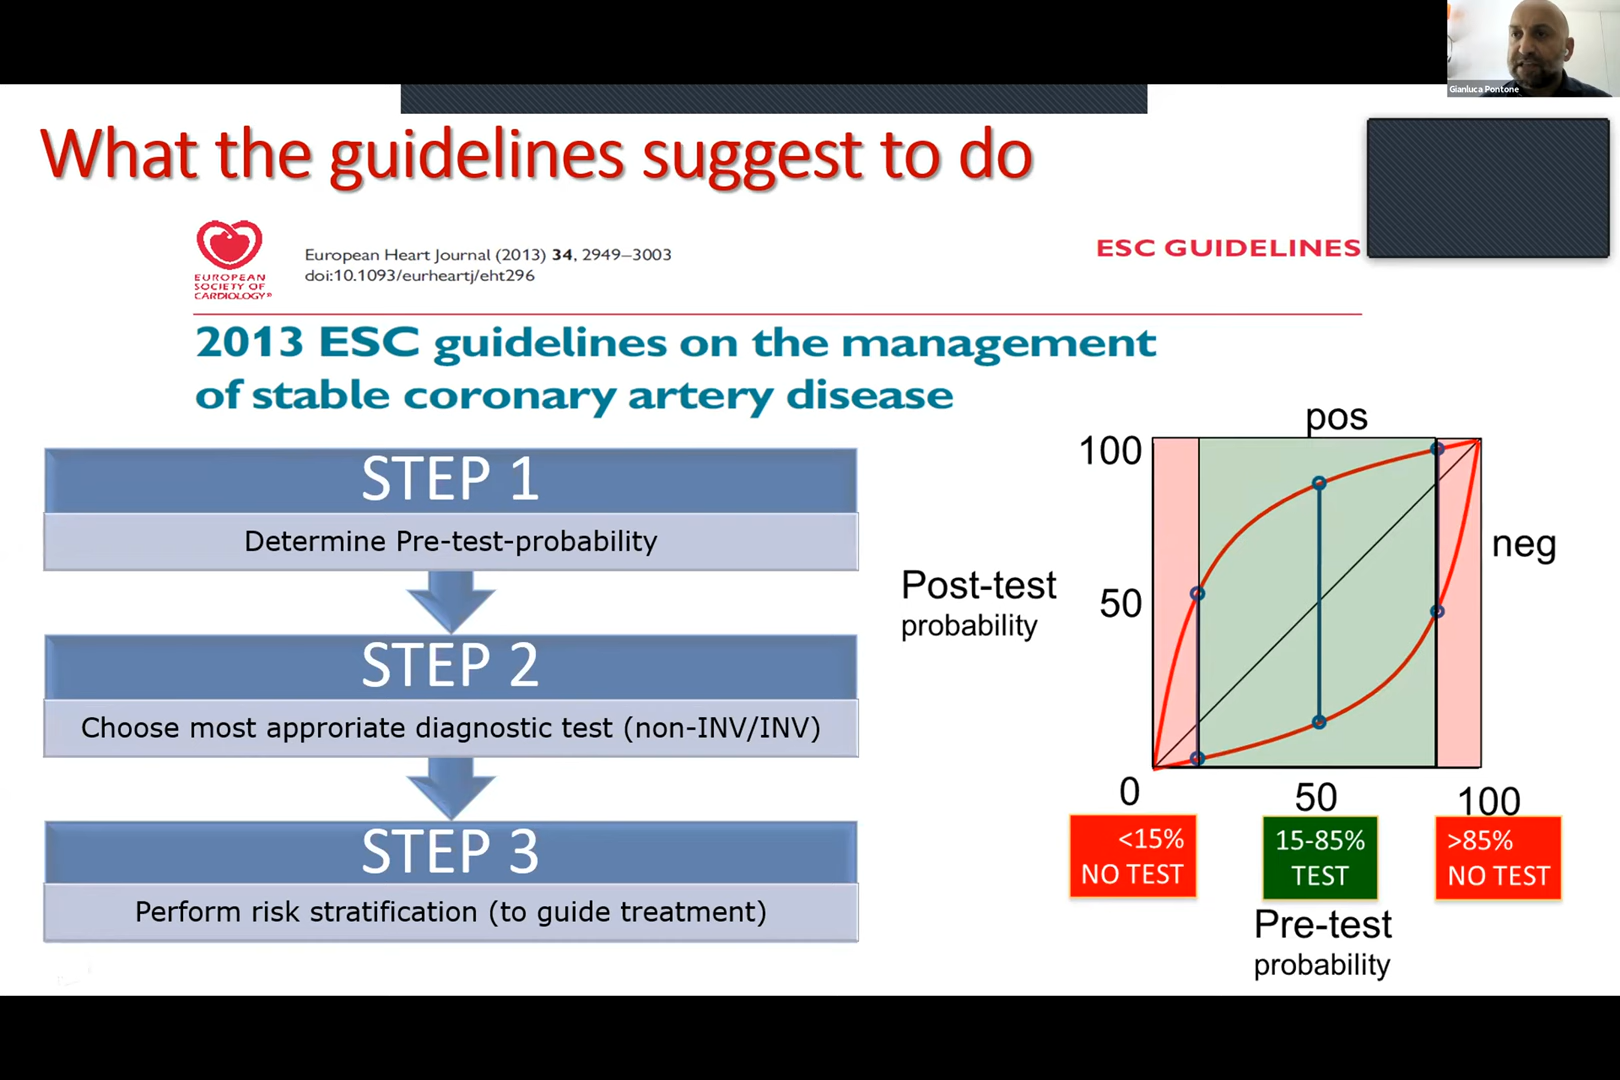 Gianluca Pontone
What the guidelines suggest to do
EUROPEAN
SOCIETY OF
CARDIOLOGY®
European Heart Journal (2013) 34, 2949–3003
doi:10.1093/eurheartj/eht296
ESC GUIDELINES
2013 ESC guidelines on the management
of stable coronary artery disease
STEP 1
Determine Pre-test-probability
STEP 2
Choose most approriate diagnostic test (non-INV/INV)
STEP 3
Perform risk stratification (to guide treatment)
pos
100
neg
Post-test
probability
50
0
50
100
<15%
NO TEST
15-85%
TEST
>85%
NO TEST
Pre-test
probability